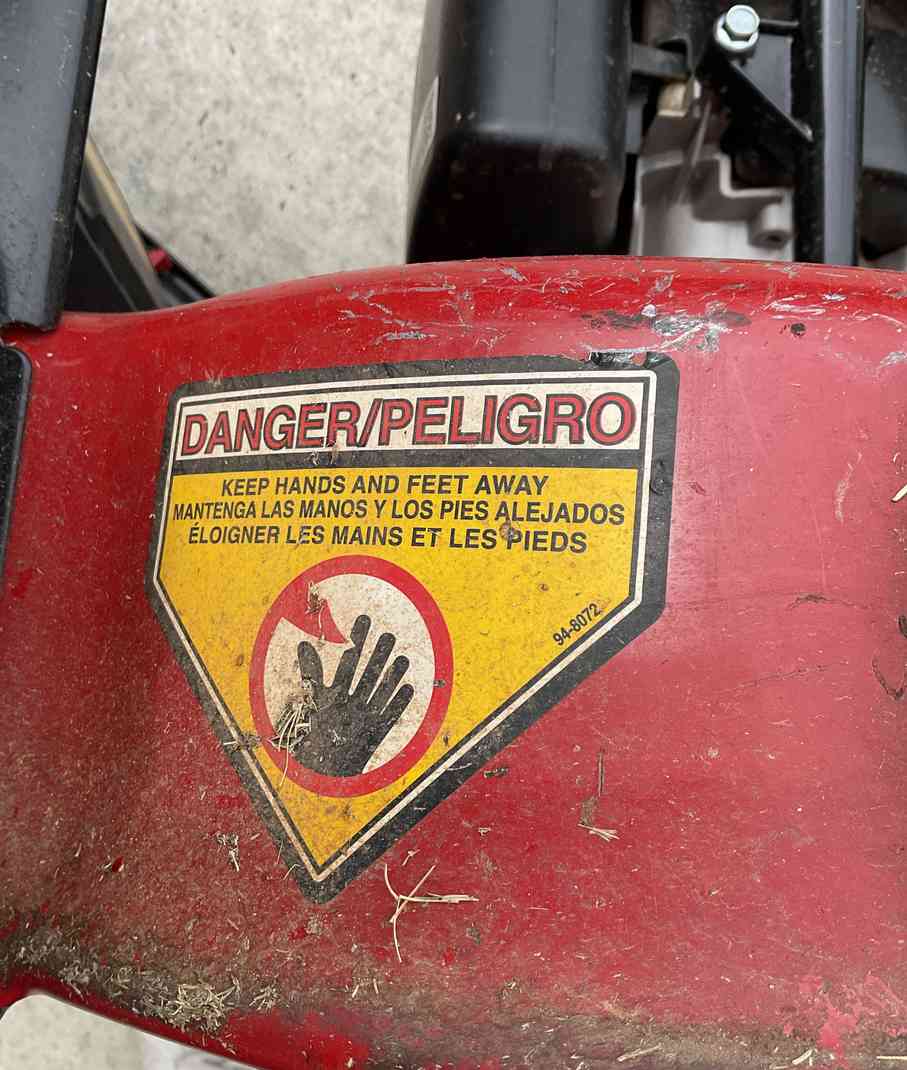 DANGER/PELIGRO
KEEP HANDS AND FEET AWAY
MANTENGA LAS MANOS Y LOS PIES ALEJADOS
ÉLOIGNER LES MAINS ET LES PIEDS
94-8072